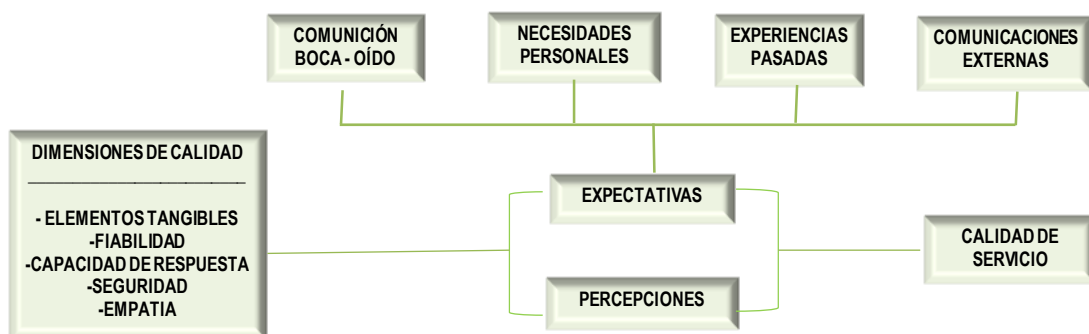 COMUNICIÓN
BOCA - OÍDO
NECESIDADES
PERSONALES
EXPERIENCIAS
PASADAS
COMUNICACIONES
EXTERNAS
DIMENSIONES DE CALIDAD
- ELEMENTOS TANGIBLES
-FIABILIDAD
-CAPACIDAD DE RESPUESTA
-SEGURIDAD
-EMPATIA
EXPECTATIVAS
PERCEPCIONES
CALIDAD DE
SERVICIO